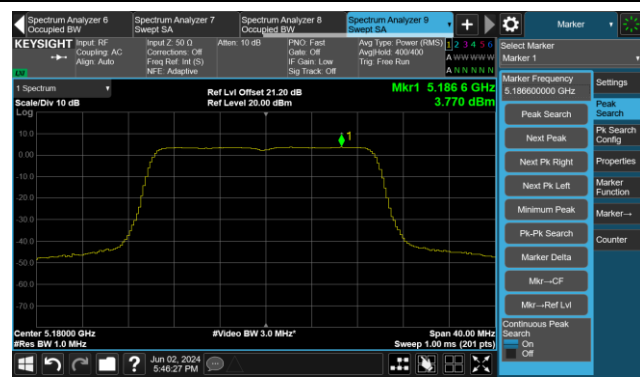 Spectrum Analyzer 6
Occupied BW
Spectrum Analyzer 7
Swept SA
Spectrum Analyzer 8
Occupied BW
Spectrum Analyzer 9
Swept SA
Marker
KEYSIGHT
Input: RF
Coupling: AC
Align: Auto
Input Z: 50 Ω
Corrections: Off
Freq Ref: Int (S)
NFE: Adaptive
Atten: 10 dB
PNO: Fast
Gate: Off
IF Gain: Low
Sig Track: Off
Avg Type: Power (RMS)
Avg|Hold: 400/400
Trig: Free Run
1 2 3 4 5 6
A W W W W W
A N N N N N
LW
Select Marker
Marker 1
1 Spectrum
Scale/Div 10 dB
Log
Ref Lvl Offset 21.20 dB
Ref Level 20.00 dBm
Mkr1 5.186 6 GHz
3.770 dBm
10.0
0.00
-10.0
-20.0
-30.0
-40.0
-50.0
-60.0
-70.0
1
Center 5.18000 GHz
#Res BW 1.0 MHz
#Video BW 3.0 MHz*
Span 40.00 MHz
Sweep 1.00 ms (201 pts)
Marker Frequency
5.186600000 GHz
Peak Search
Next Peak
Next Pk Right
Next Pk Left
Minimum Peak
Pk-Pk Search
Marker Delta
Mkr→CF
Mkr→Ref Lvl
Continuous Peak
Search
On
Off
Settings
Peak
Search
Pk Search
Config
Properties
Marker
Function
Marker→
Counter
Jun 02, 2024
5:46:27 PM